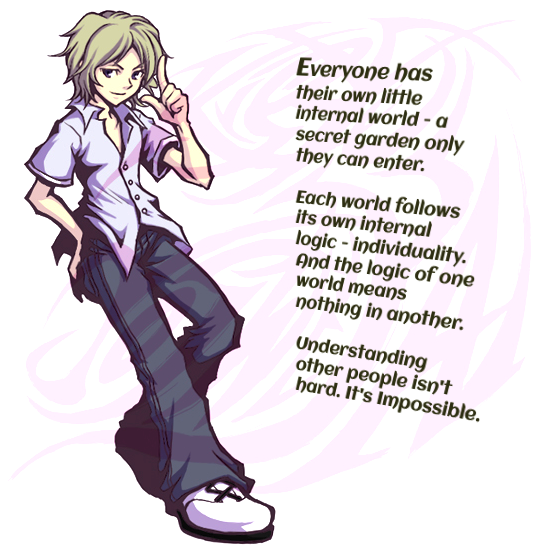 Everyone has
their own little
internal world - a
secret garden only
they can enter.
Each world follows
its own internal
logic - individuality.
And the logic of one
world means
nothing in another.
Understanding
other people isn't
hard. It's Impossible.